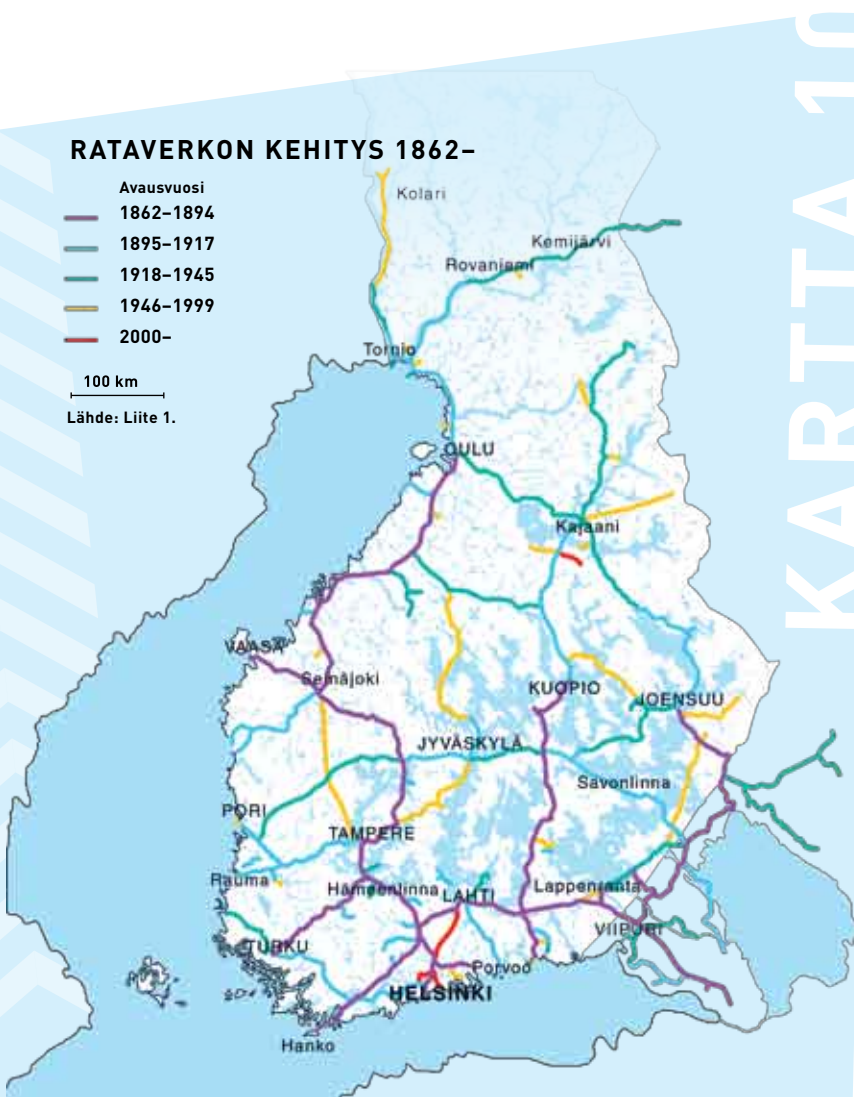 KARTTA 10
RATAVERKON KEHITYS 1862–
Avausvuosi
1862–1894
1895–1917
1918–1945
1946–1999
2000–
100 km
Lähde: Liite 1.
Kolari
Kemijärvi
Rovaniemi
Tornio
OULU
Kajaani
VAASA
Seinäjoki
KUOPIO
JOENSUU
JYVÄSKYLÄ
Savonlinna
PORI
TAMPERE
Rauma
Hämeenlinna
LAHTI
Lappenranta
VIIPURI
TURKU
Porvoo
HELSINKI
Hanko